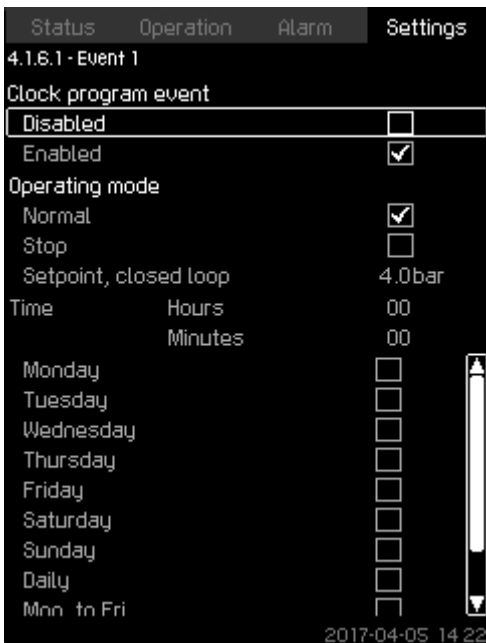 Status Operation Alarm Settings
4.1.6.1 - Event 1
Clock program event
Disabled
Enabled
Operating mode
Normal
Stop
Setpoint, closed loop 4.0bar
Time Hours 00
Minutes 00
Monday
Tuesday
Wednesday
Thursday
Friday
Saturday
Sunday
Daily
Mon. to Fri
2017-04-05 14:22